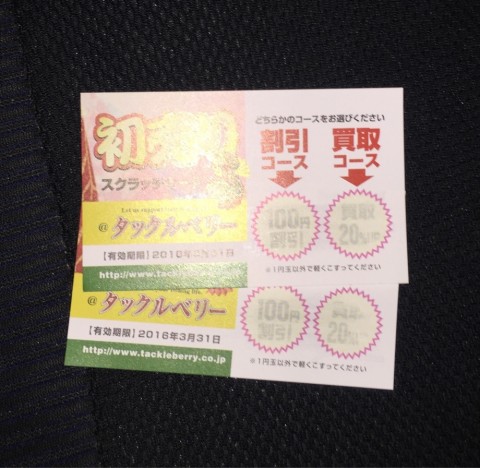 どちらかのコースをお選びください
初
割引
コース
買取
コース
スクラッチ
@タックルベリー
100円
割引
買取
20%
【有効期限】
※1円玉以外で軽くこすってください
http://www.tackle
@タックルベリー
100円
割引
買取
20%
【有効期限】2016年3月31日
※1円玉以外で軽くこすってください
http://www.tackleberry.co.jp